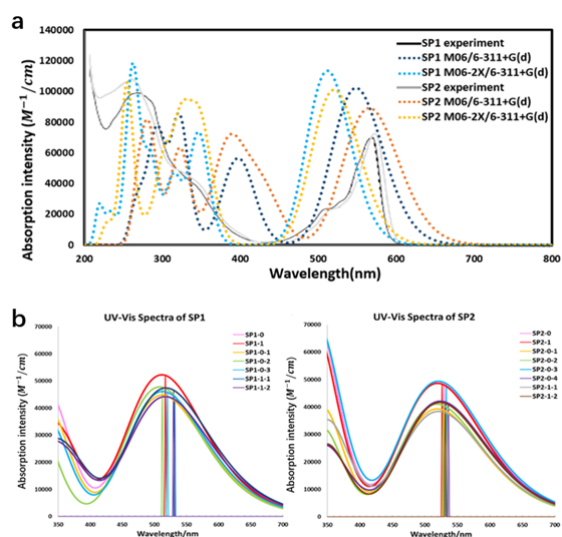 a
140000
120000
100000
80000
60000
40000
20000
0
200 300 400 500 600 700 800
Absorption intensity (M⁻¹/cm)
Wavelength(nm)
SP1 experiment
SP1 M06/6-311+G(d)
SP1 M06-2X/6-311+G(d)
SP2 experiment
SP2 M06/6-311+G(d)
SP2 M06-2X/6-311+G(d)
b
UV-Vis Spectra of SP1
70000
60000
50000
40000
30000
20000
10000
0
350 400 450 500 550 600 650 700
Absorption intensity (M⁻¹/cm)
Wavelength/nm
SP1-0
SP1-1
SP1-0-1
SP1-0-2
SP1-0-3
SP1-1-1
SP1-1-2
UV-Vis Spectra of SP2
70000
60000
50000
40000
30000
20000
10000
0
350 400 450 500 550 600 650 700
Absorption intensity (M⁻¹/cm)
Wavelength/nm
SP2-0
SP2-1
SP2-0-1
SP2-0-2
SP2-0-3
SP2-0-4
SP2-1-1
SP2-1-2